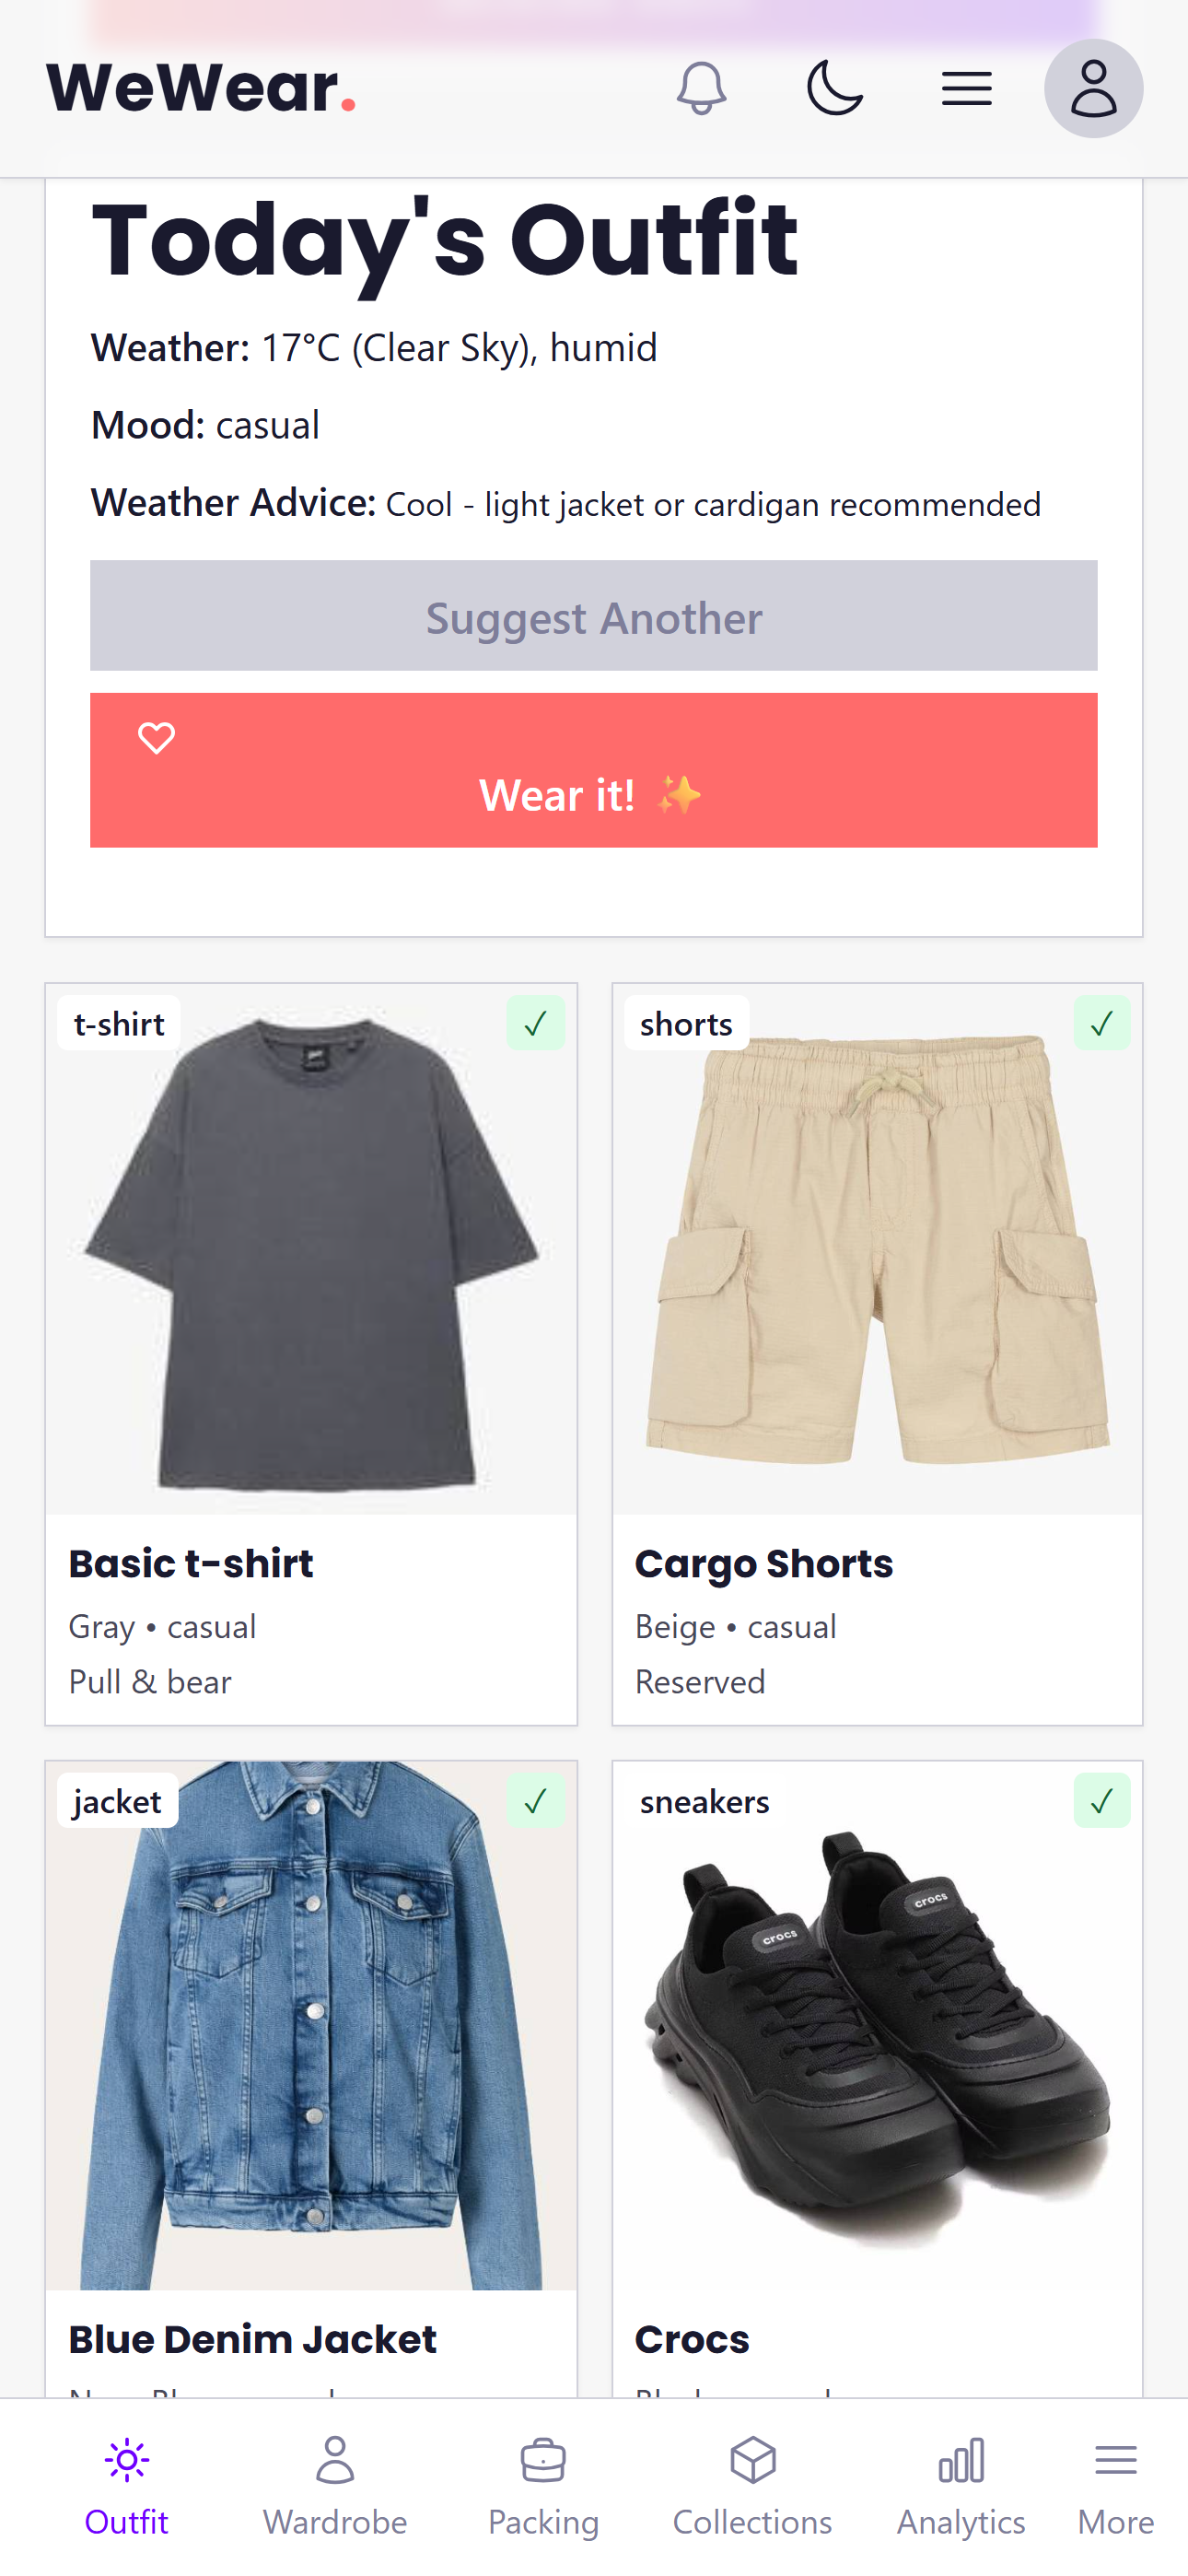 WeWear.
Today's Outfit
Weather: 17°C (Clear Sky), humid
Mood: casual
Weather Advice: Cool - light jacket or cardigan recommended
Suggest Another
Wear it! ✨
t-shirt ✓
shorts ✓
Basic t-shirt
Gray • casual
Pull & bear
Cargo Shorts
Beige • casual
Reserved
jacket ✓
sneakers ✓
crocs
crocs
Blue Denim Jacket
Crocs
Outfit
Wardrobe
Packing
Collections
Analytics
More